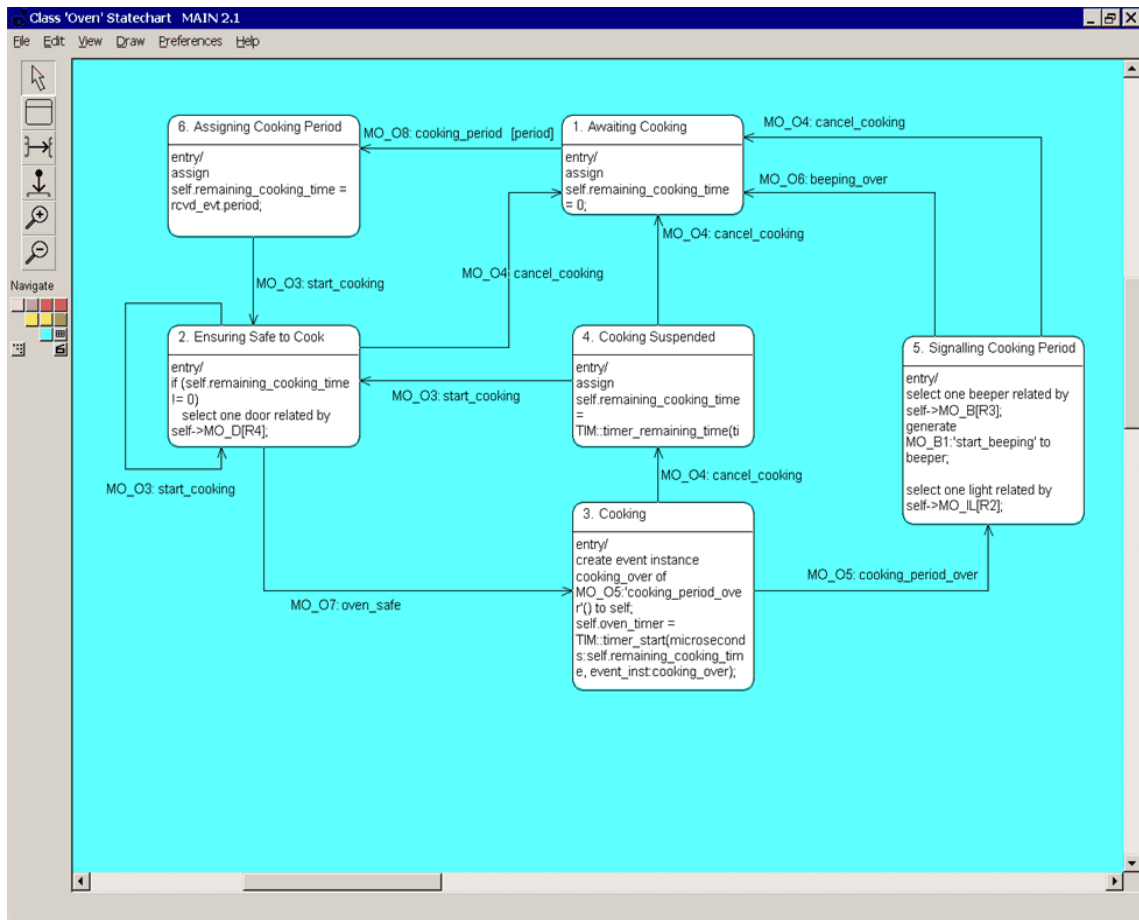 Class 'Oven' Statechart MAIN 2.1
File Edit View Draw Preferences Help
Navigate
6. Assigning Cooking Period
entry/
assign
self.remaining_cooking_time =
rcvd_evt.period;
MO_O8: cooking_period [period]
1. Awaiting Cooking
entry/
assign
self.remaining_cooking_time
= 0;
MO_O4: cancel_cooking
MO_O6: beeping_over
MO_O4: cancel_cooking
MO_O4: cancel_cooking
MO_O3: start_cooking
2. Ensuring Safe to Cook
entry/
if (self.remaining_cooking_time
!= 0)
select one door related by
self->MO_D[R4];
MO_O3: start_cooking
MO_O3: start_cooking
4. Cooking Suspended
entry/
assign
self.remaining_cooking_time
=
TIM::timer_remaining_time(ti
5. Signalling Cooking Period
entry/
select one beeper related by
self->MO_B[R3];
generate
MO_B1:'start_beeping' to
beeper;
select one light related by
self->MO_IL[R2];
MO_O4: cancel_cooking
3. Cooking
entry/
create event instance
cooking_over of
MO_O5:'cooking_period_ove
r'() to self;
self.oven_timer =
TIM::timer_start(microsecond
s:self.remaining_cooking_tim
e, event_inst:cooking_over);
MO_O5: cooking_period_over
MO_O7: oven_safe